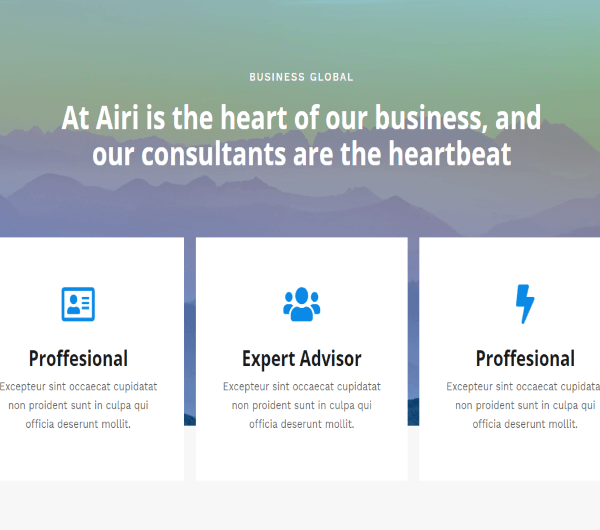 BUSINESS GLOBAL
At Airi is the heart of our business, and
our consultants are the heartbeat
Proffesional
Excepteur sint occaecat cupidatat
non proident sunt in culpa qui
officia deserunt mollit.
Expert Advisor
Excepteur sint occaecat cupidatat
non proident sunt in culpa qui
officia deserunt mollit.
Proffesional
Excepteur sint occaecat cupidata
non proident sunt in culpa qui
officia deserunt mollit.